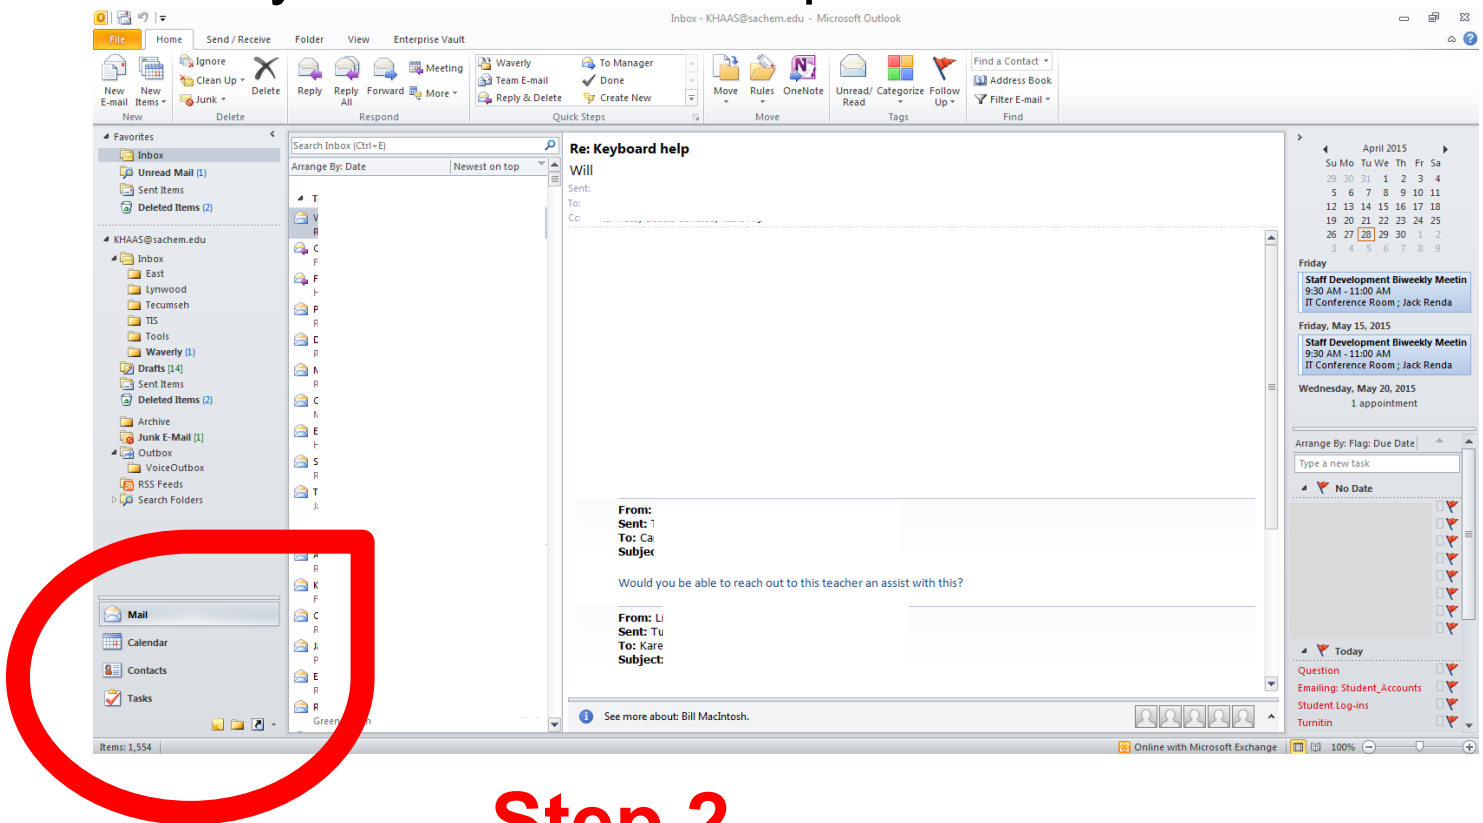 Inbox - KHAAS@sachem.edu - Microsoft Outlook
File Home Send / Receive Folder View Enterprise Vault
New E-mail
New Items
New
Ignore
Clean Up
Junk
Delete
Delete
Reply
Reply All
Forward
Meeting
More
Respond
Waverly
Team E-mail
Reply & Delete
To Manager
Done
Create New
Quick Steps
Move
Rules
OneNote
Move
Unread/ Read
Categorize
Follow Up
Tags
Find a Contact
Address Book
Filter E-mail
Find
Favorites
Inbox
Unread Mail (1)
Sent Items
Deleted Items (2)
KHAAS@sachem.edu
Inbox
East
Lynwood
Tecumseh
TIS
Tools
Waverly (1)
Drafts [14]
Sent Items
Deleted Items (2)
Archive
Junk E-Mail [1]
Outbox
VoiceOutbox
RSS Feeds
Search Folders
Mail
Calendar
Contacts
Tasks
Items: 1,554
Search Inbox (Ctrl+E)
Arrange By: Date Newest on top
Re: Keyboard help
Will
Sent:
To:
Cc:
From:
Sent:
To: Ca
Subjec
Would you be able to reach out to this teacher an assist with this?
From: Li
Sent: Tu
To: Kare
Subject:
See more about: Bill MacIntosh.
April 2015
Su Mo Tu We Th Fr Sa
29 30 31 1 2 3 4
5 6 7 8 9 10 11
12 13 14 15 16 17 18
19 20 21 22 23 24 25
26 27 28 29 30 1 2
3 4 5 6 7 8 9
Friday
Staff Development Biweekly Meetin
9:30 AM - 11:00 AM
IT Conference Room ; Jack Renda
Friday, May 15, 2015
Staff Development Biweekly Meetin
9:30 AM - 11:00 AM
IT Conference Room ; Jack Renda
Wednesday, May 20, 2015
1 appointment
Arrange By: Flag: Due Date
Type a new task
No Date
Today
Question
Emailing: Student_Accounts
Student Log-ins
Turnitin
Online with Microsoft Exchange 100%
Step 2